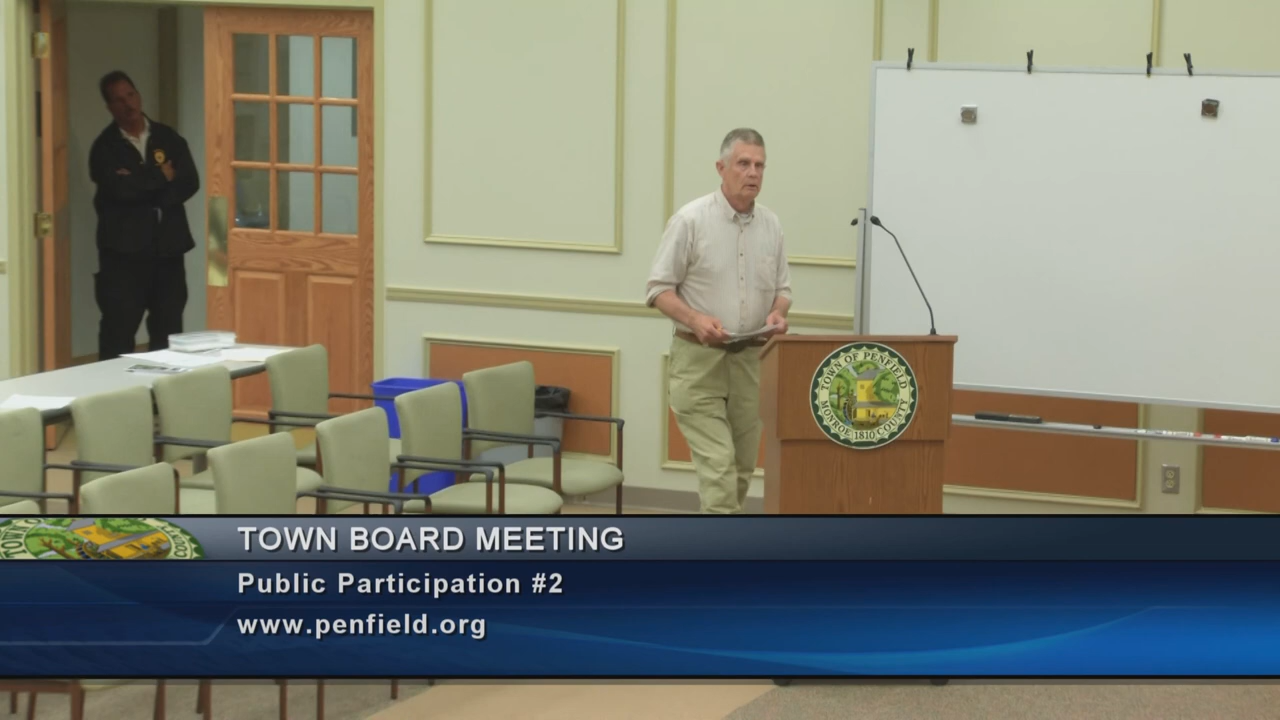 TOWN OF PENFIELD
MONROE 1810 COUNTY
TOWN BOARD MEETING
Public Participation #2
www.penfield.org